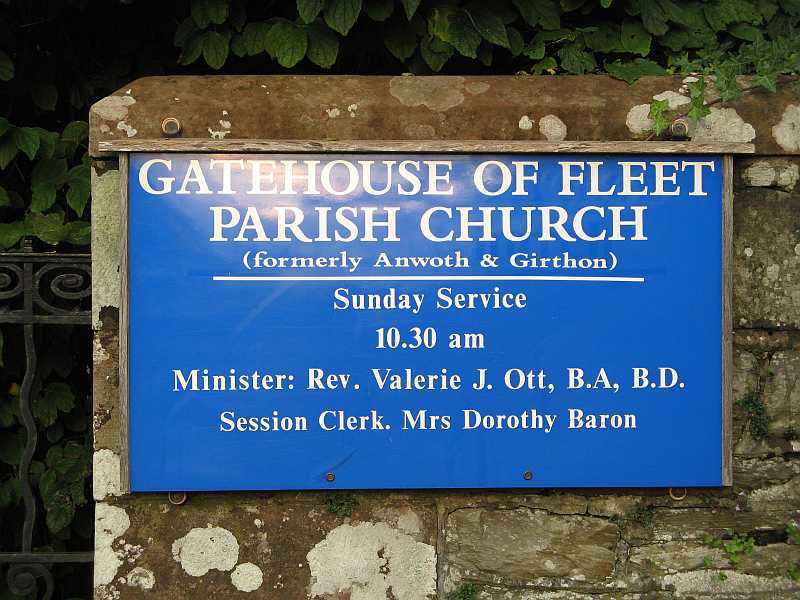 GATEHOUSE OF FLEET
PARISH CHURCH
(formerly Anwoth & Girthon)
Sunday Service
10.30 am
Minister: Rev. Valerie J. Ott, B.A, B.D.
Session Clerk. Mrs Dorothy Baron